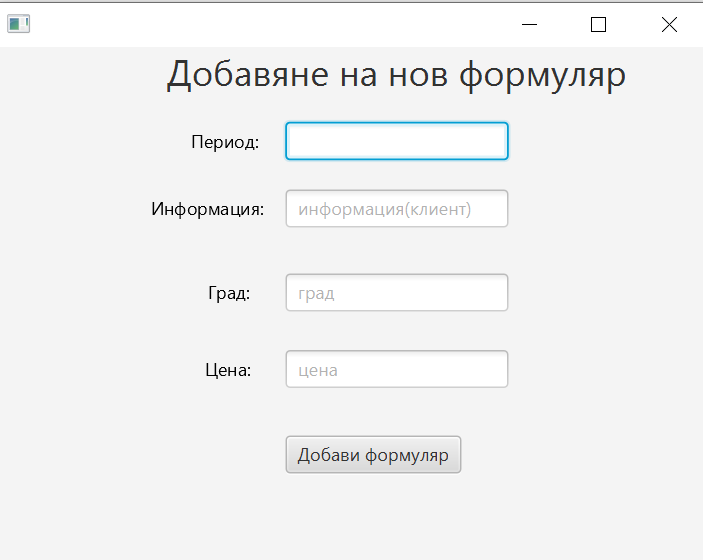 Добавяне на нов формуляр
Период:
Информация: информация(клиент)
Град: град
Цена: цена
Добави формуляр